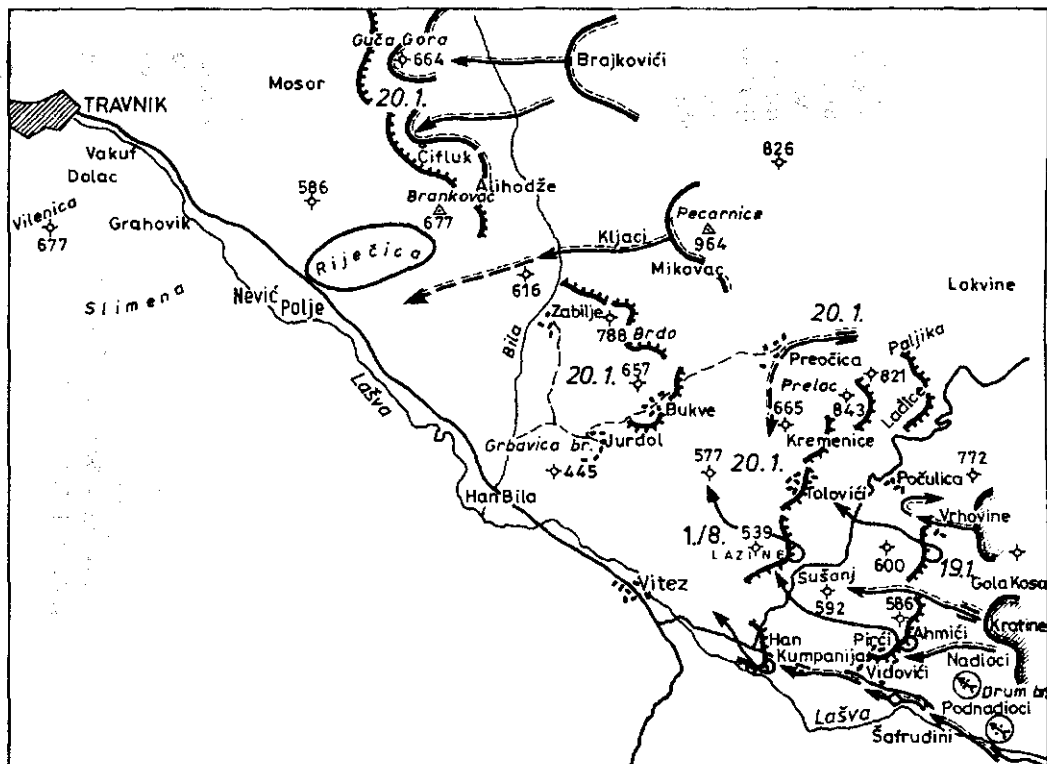 Guča Gora
664
Brajkovići
Mosor
TRAVNIK
20.1.
Vakuf
Dolac
Čifluk
826
Alihodže
586
Brankovac
677
Vilenica
677
Grahovik
Pecarnice
964
Kljaci
Riječica
Mikovac
Slimena
Nević Polje
616
Lokvine
Zabilje
788
Brdo
20.1.
Paljika
Bila
Preočica
Lašva
20.1.
657
Prelac
821
843
Lađice
Bukve
665
Kremenice
Grbavica br.
Jurdol
445
577
20.1.
Počulica
772
Han Bila
Tolovići
Vrhovine
1./8.
539
LAZINE
600
19.1.
Gola Kosa
Vitez
Sušanj
592
586
Kratine
Han
Kumpanija
Pirći
Ahmići
Nadioci
Vidovići
Drum br.
Podnadioci
Lašva
Šafrudini